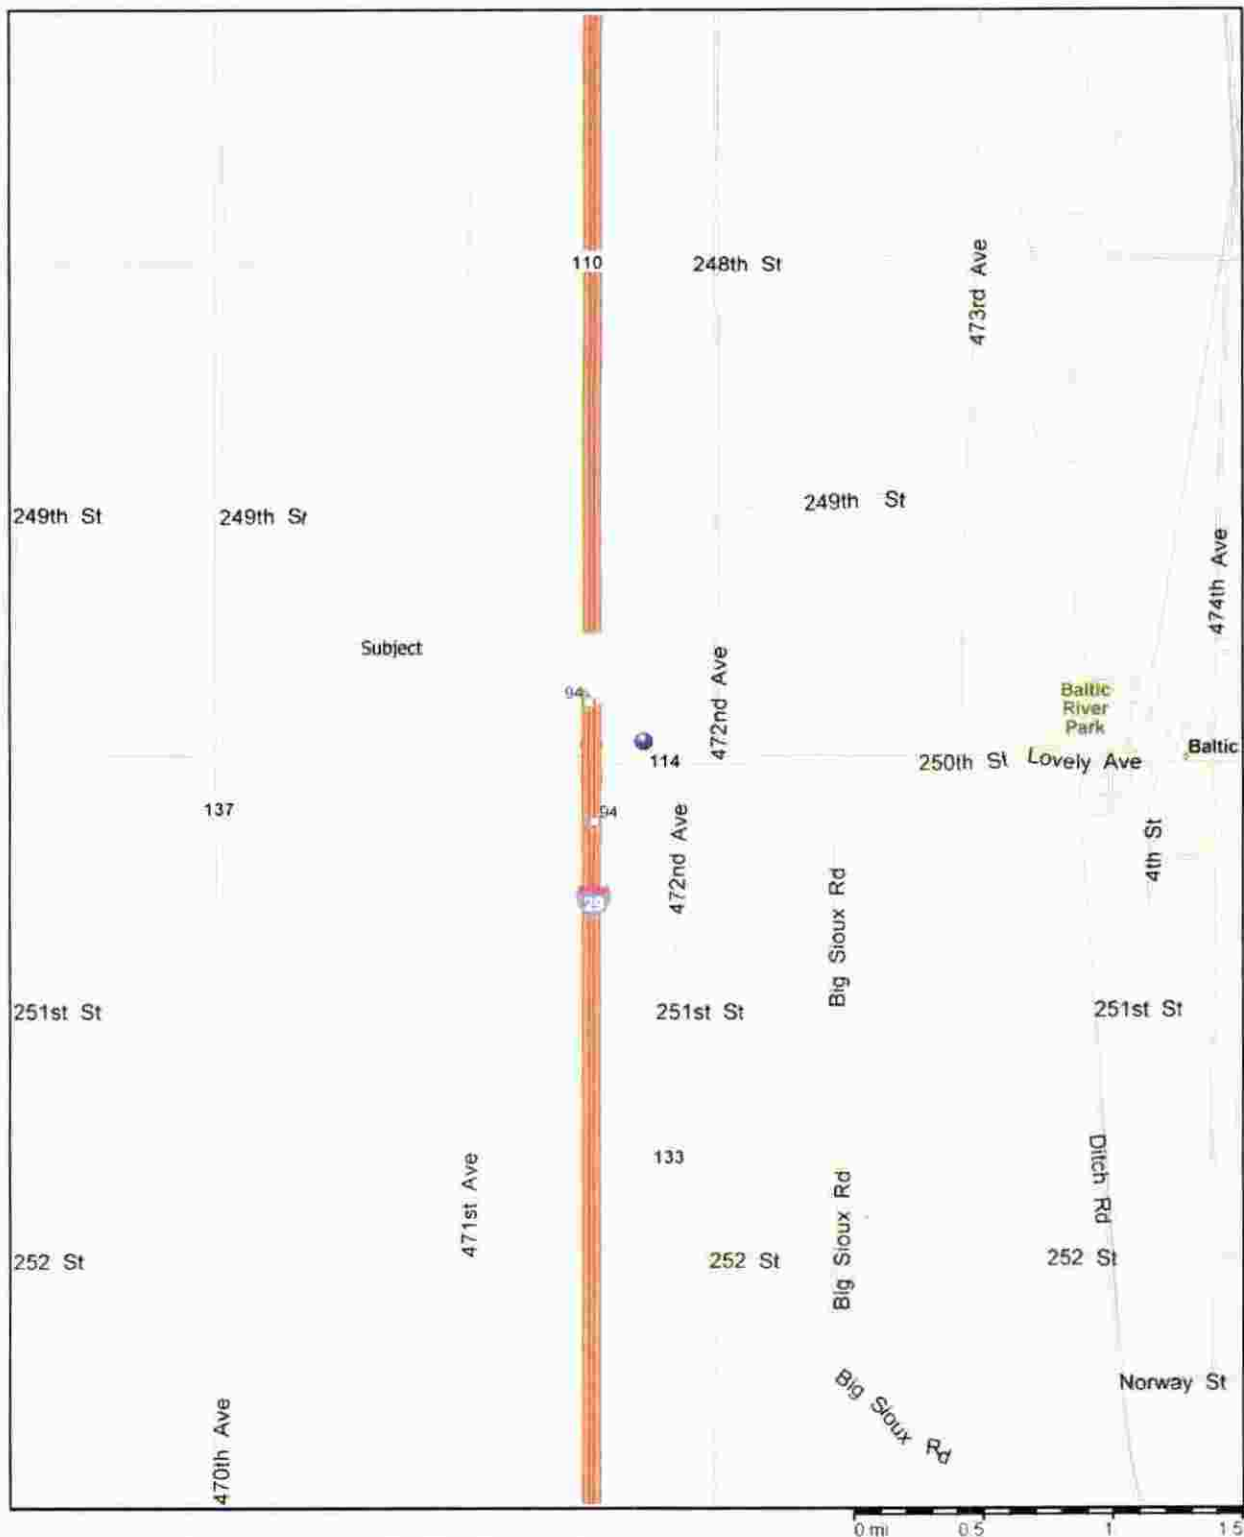 110
248th St
473rd Ave
249th St
249th St
249th St
474th Ave
Subject
472nd Ave
94
Baltic
River
Park
114
250th St
Lovely Ave
Baltic
137
94
472nd Ave
4th St
Big Sioux Rd
29
251st St
251st St
251st St
133
471st Ave
Ditch Rd
Big Sioux Rd
252 St
252 St
252 St
Norway St
Big Sioux Rd
470th Ave
0 mi 0.5 1 1.5